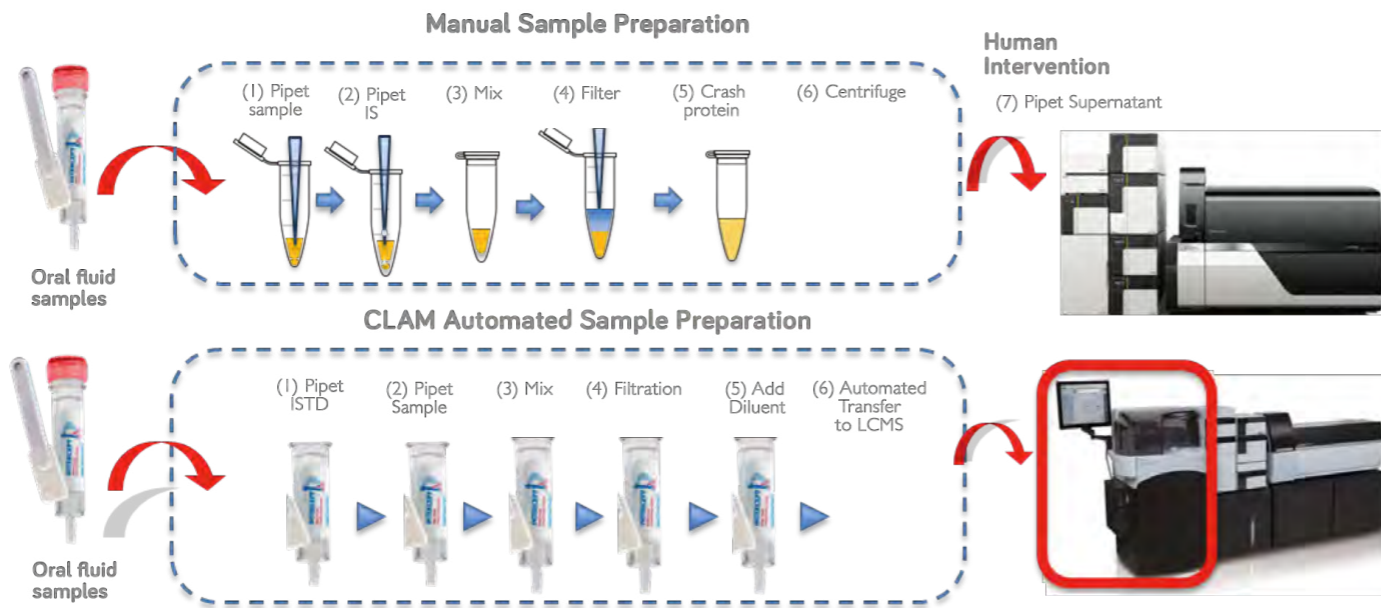 Manual Sample Preparation
Human
Intervention
(1) Pipet
sample
(2) Pipet
IS
(3) Mix
(4) Filter
(5) Crash
protein
(6) Centrifuge
(7) Pipet Supernatant
Oral fluid
samples
CLAM Automated Sample Preparation
(1) Pipet
ISTD
(2) Pipet
Sample
(3) Mix
(4) Filtration
(5) Add
Diluent
(6) Automated
Transfer
to LCMS
Oral fluid
samples